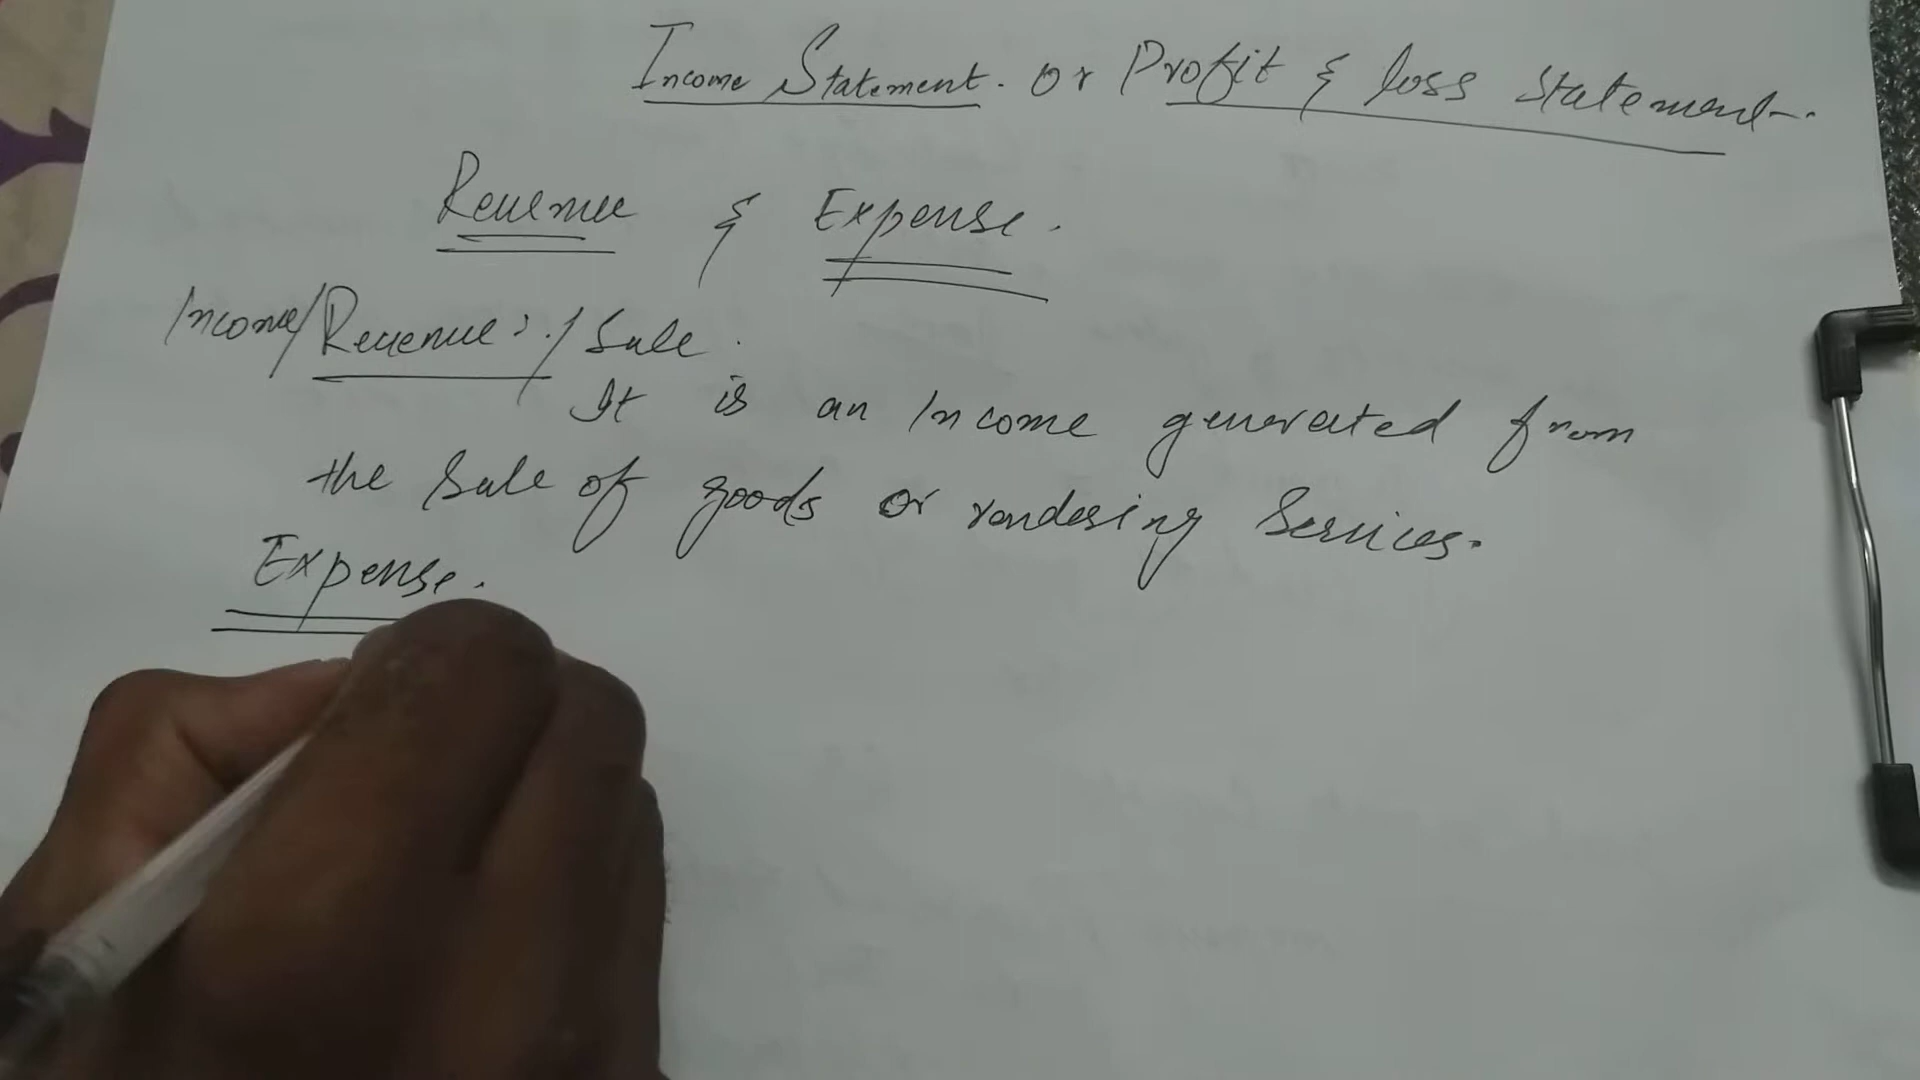 Income Statement. Or Profit & loss Statement.
Revenue & Expense.
Income/Revenue:./Sale.
It is an Income generated from
the Sale of goods or rendering Services.
Expense.